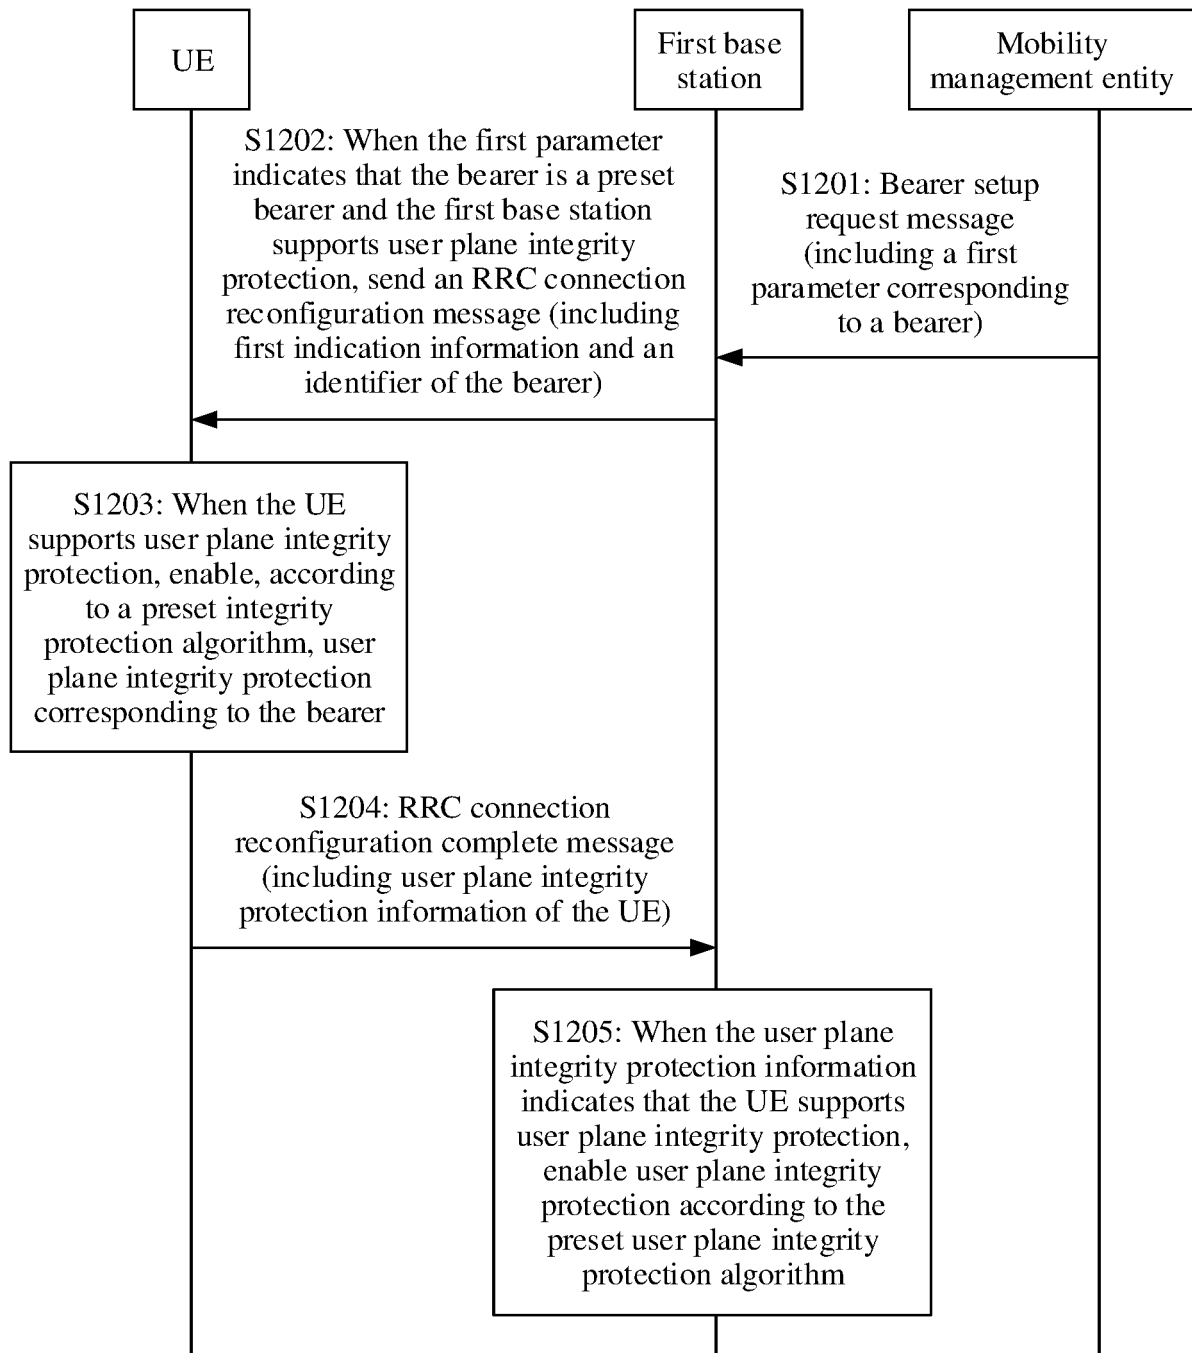 UE
First base
station
Mobility
management entity
S1201: Bearer setup
request message
(including a first
parameter corresponding
to a bearer)
S1202: When the first parameter
indicates that the bearer is a preset
bearer and the first base station
supports user plane integrity
protection, send an RRC connection
reconfiguration message (including
first indication information and an
identifier of the bearer)
S1203: When the UE
supports user plane integrity
protection, enable, according
to a preset integrity
protection algorithm, user
plane integrity protection
corresponding to the bearer
S1204: RRC connection
reconfiguration complete message
(including user plane integrity
protection information of the UE)
S1205: When the user plane
integrity protection information
indicates that the UE supports
user plane integrity protection,
enable user plane integrity
protection according to the
preset user plane integrity
protection algorithm